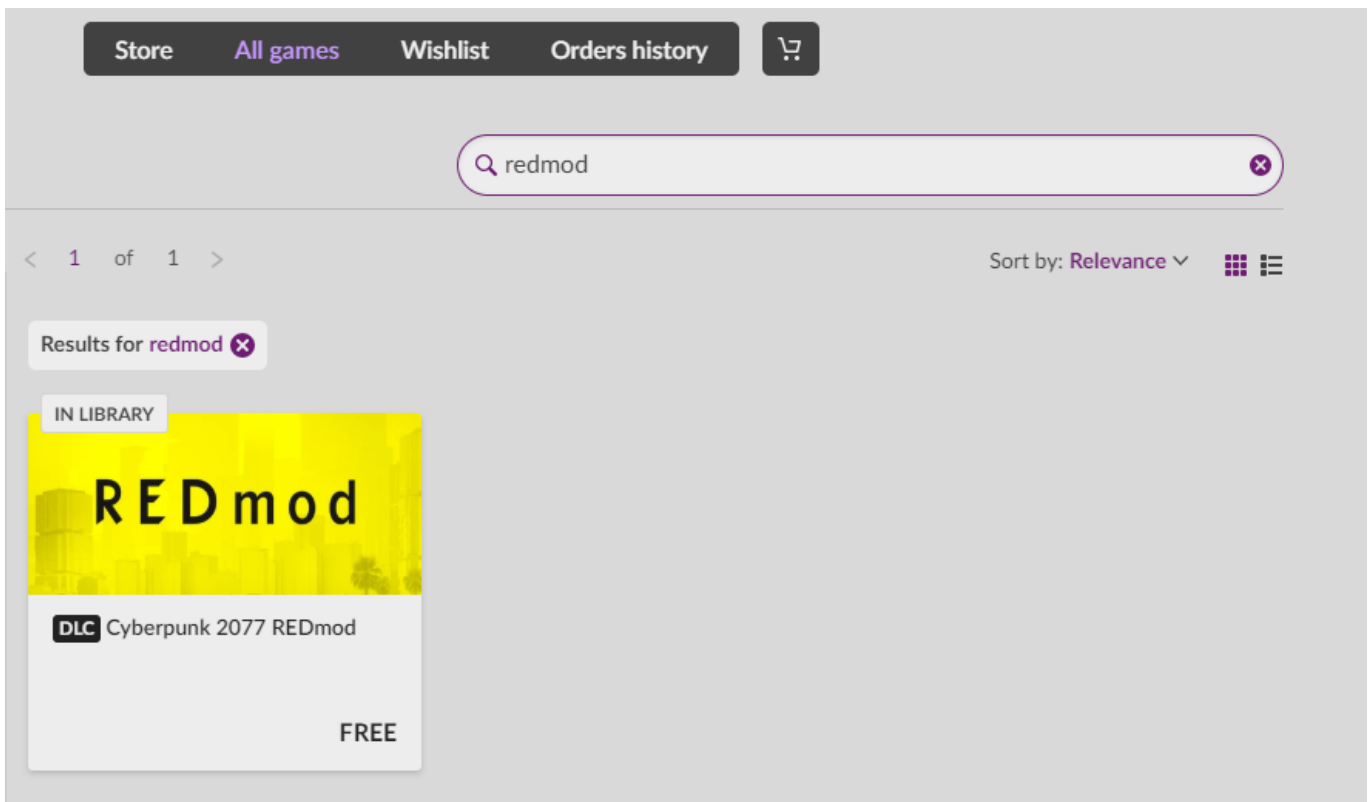 Store All games Wishlist Orders history
redmod
< 1 of 1 >
Sort by: Relevance
Results for redmod
IN LIBRARY
REDmod
DLC Cyberpunk 2077 REDmod
FREE